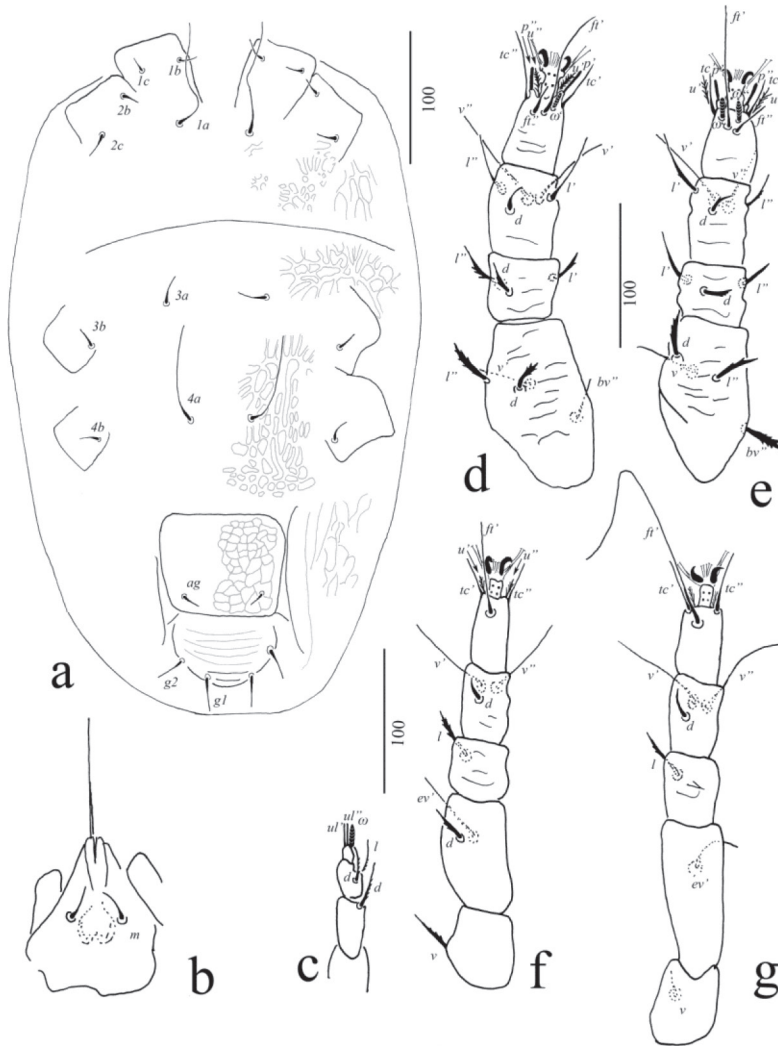 1c
1b
2b
2c
1a
100
3a
3b
4a
4b
ag
a
g2
g1
b
m
100
ul' ul'' ω
l
d
d
c
p''
u''
tc''
ft'
u'
p'
tc'
ft''
ω
v''
v'
l''
l'
d
l''
d
l'
l''
v'
d
bv''
d
100
ft'
tc'
p'
p''
tc''
u'
u''
ω
ft''
v'
v''
l'
l''
d
l'
d
l''
d
v
l''
bv''
e
ft'
u'
u''
tc'
tc''
v'
v''
d
l
ev'
d
v
f
ft'
tc'
tc''
v'
v''
d
l
ev'
v
g